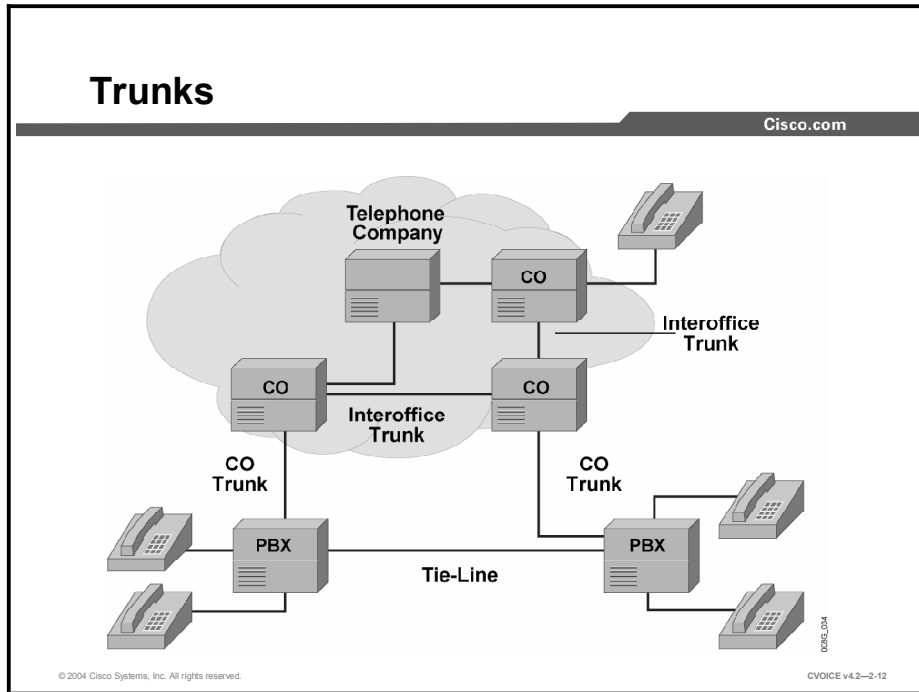 Trunks
Cisco.com
Telephone
Company
CO
Interoffice
Trunk
CO
CO
Interoffice
Trunk
CO
Trunk
CO
Trunk
PBX
PBX
Tie-Line
0C8G_034
© 2004 Cisco Systems, Inc. All rights reserved.
CVOICE v4.2—2-12